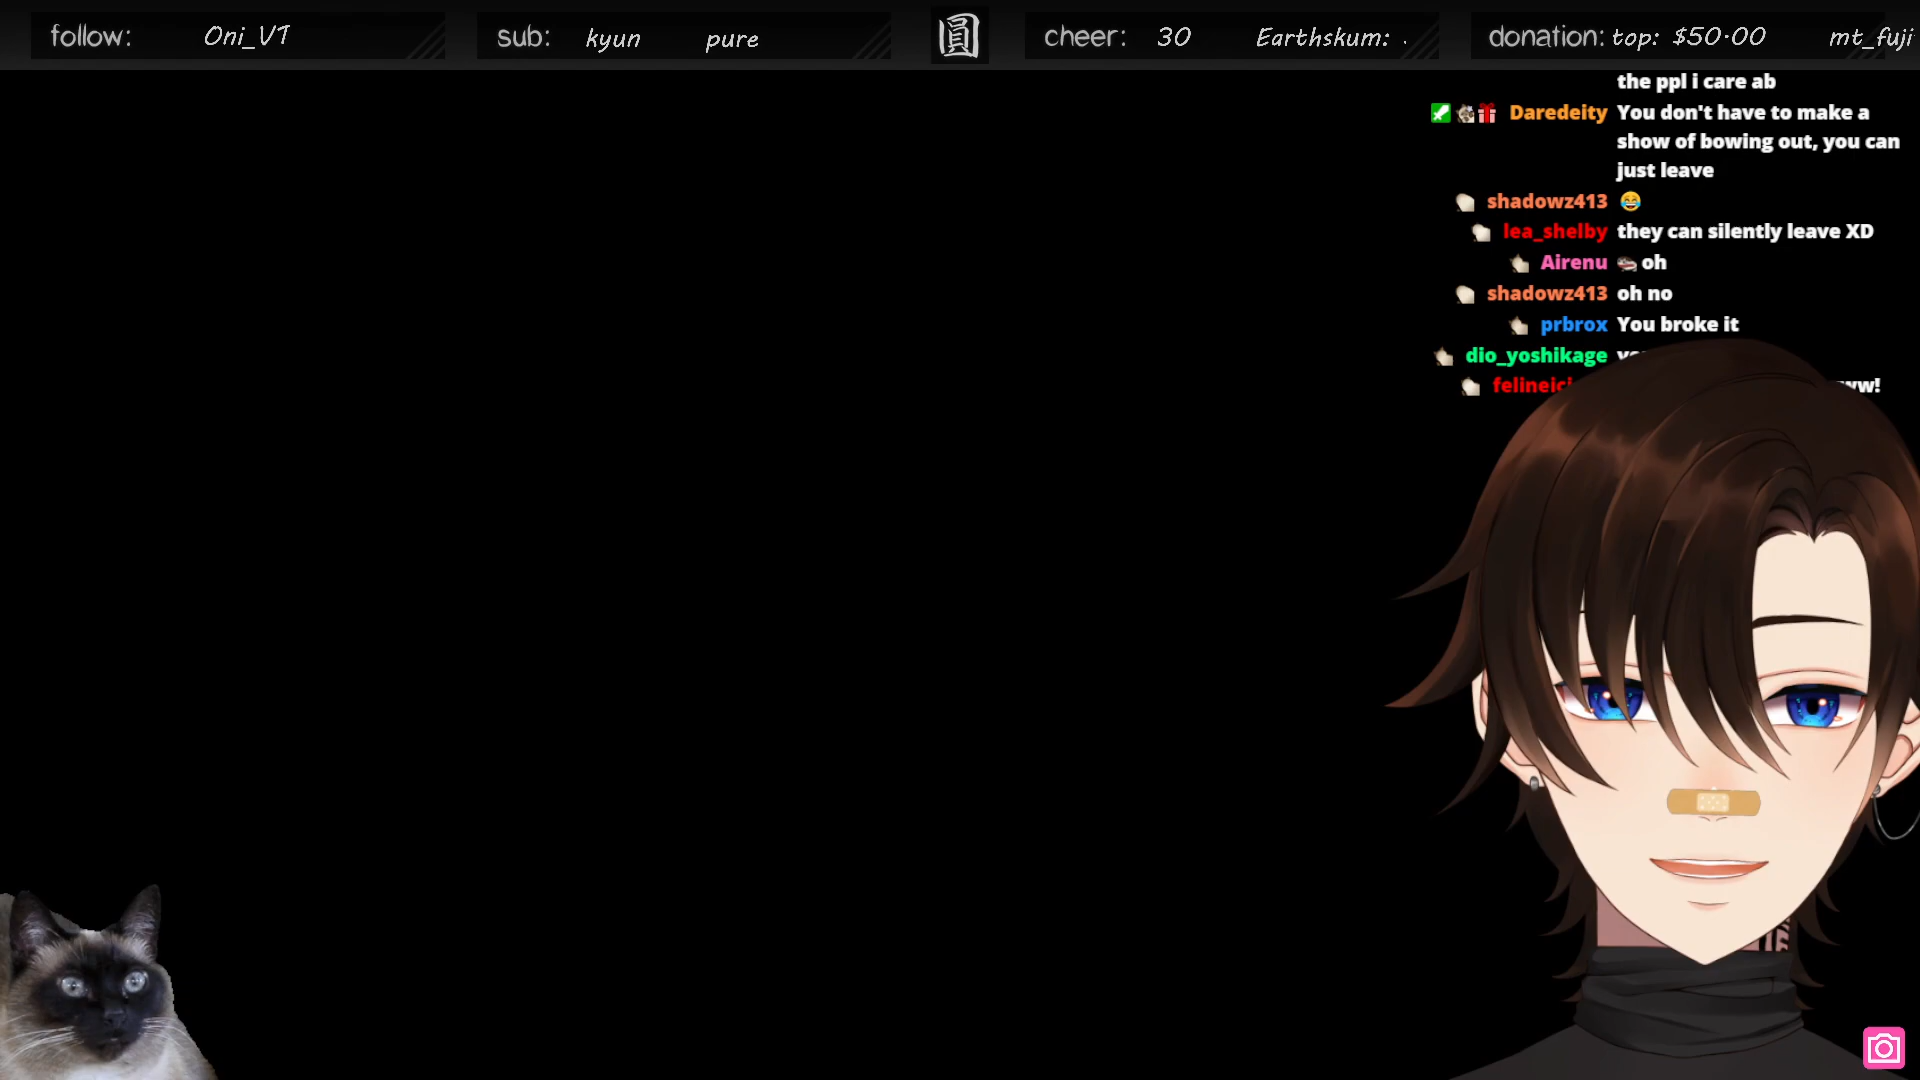 follow: Oni_VT
sub: kyun pure
圓
cheer: 30 Earthskum: .
donation: top: $50.00 mt_fuji
the ppl i care ab
Daredeity You don't have to make a
show of bowing out, you can
just leave
shadowz413 😂
lea_shelby they can silently leave XD
Airenu oh
shadowz413 oh no
prbrox You broke it
dio_yoshikage